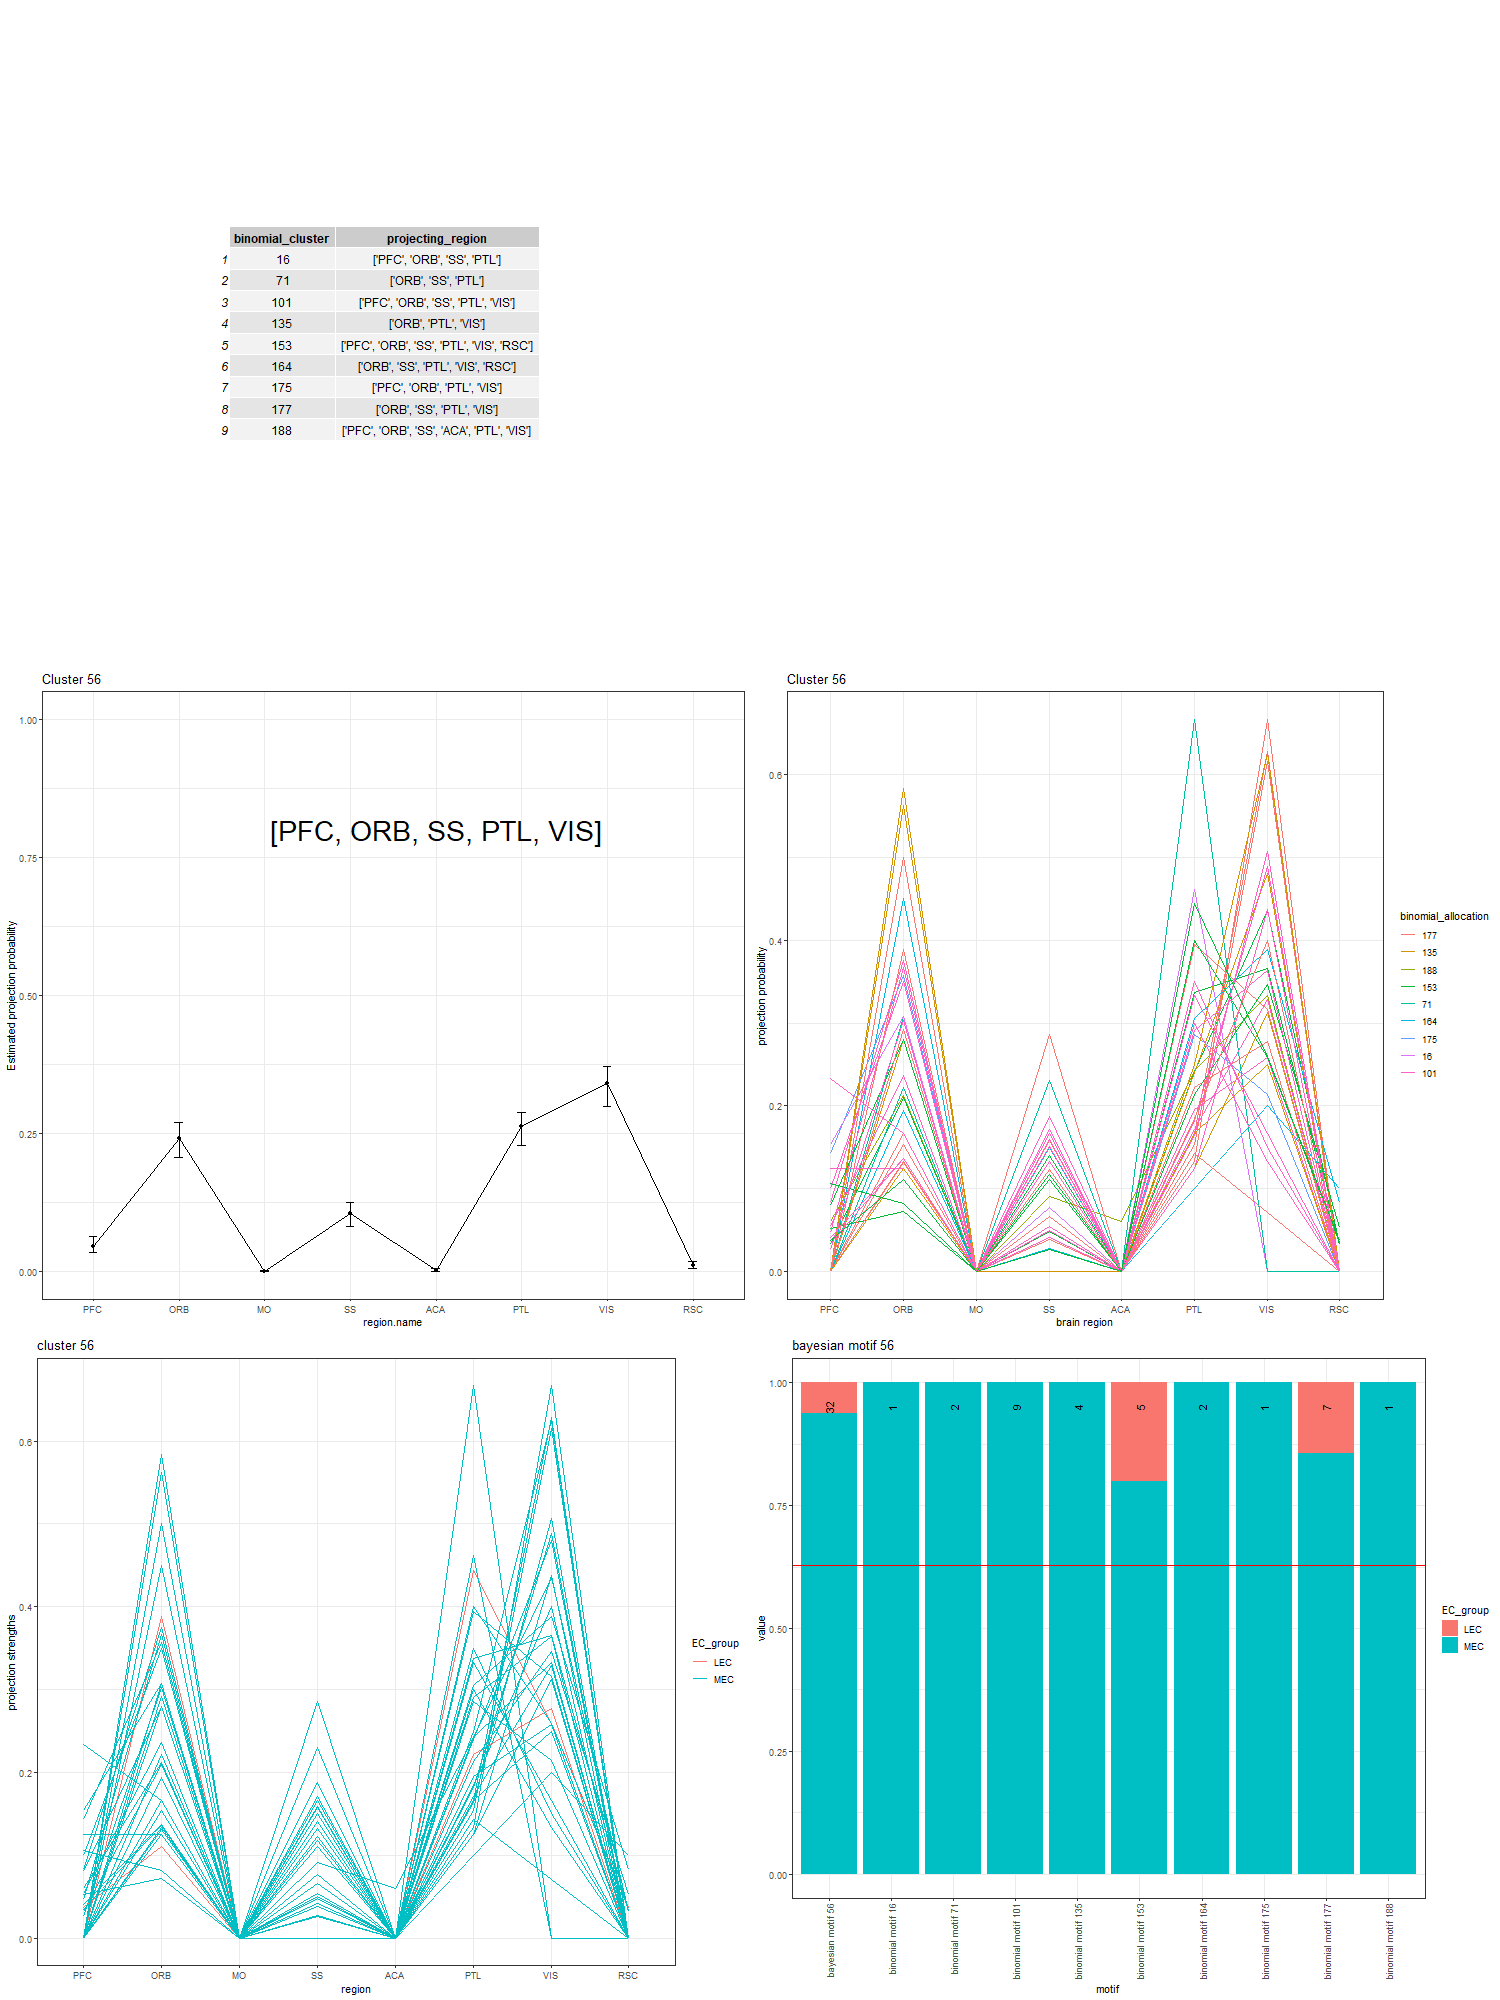 binomial_cluster projecting_region
1 16 ['PFC', 'ORB', 'SS', 'PTL']
2 71 ['ORB', 'SS', 'PTL']
3 101 ['PFC', 'ORB', 'SS', 'PTL', 'VIS']
4 135 ['ORB', 'PTL', 'VIS']
5 153 ['PFC', 'ORB', 'SS', 'PTL', 'VIS', 'RSC']
6 164 ['ORB', 'SS', 'PTL', 'VIS', 'RSC']
7 175 ['PFC', 'ORB', 'PTL', 'VIS']
8 177 ['ORB', 'SS', 'PTL', 'VIS']
9 188 ['PFC', 'ORB', 'SS', 'ACA', 'PTL', 'VIS']
Cluster 56
Estimated projection probability
1.00
0.75
0.50
0.25
0.00
[PFC, ORB, SS, PTL, VIS]
PFC ORB MO SS ACA PTL VIS RSC
region.name
Cluster 56
projection probability
0.6
0.4
0.2
0.0
PFC ORB MO SS ACA PTL VIS RSC
brain region
binomial_allocation
177
135
188
153
71
164
175
16
101
cluster 56
projection strengths
0.6
0.4
0.2
0.0
PFC ORB MO SS ACA PTL VIS RSC
region
EC_group
LEC
MEC
bayesian motif 56
value
1.00
0.75
0.50
0.25
0.00
32 1 2 9 4 5 2 1 7 1
bayesian motif 56
binomial motif 16
binomial motif 71
binomial motif 101
binomial motif 135
binomial motif 153
binomial motif 164
binomial motif 175
binomial motif 177
binomial motif 188
motif
EC_group
LEC
MEC